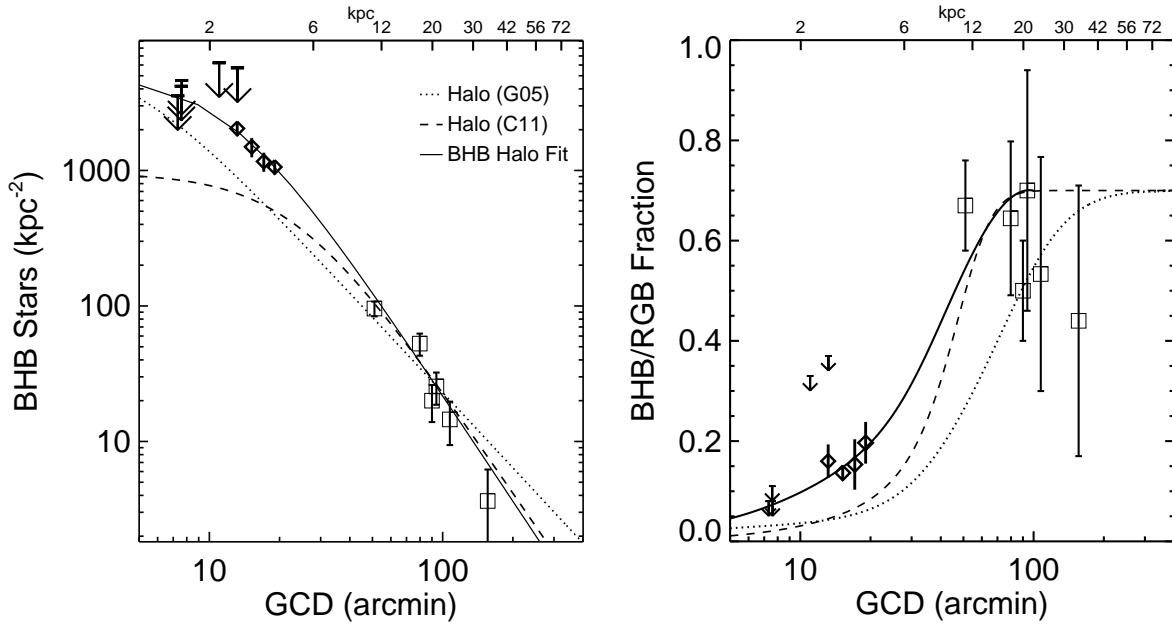 kpc
2 6 12 20 30 42 56 72
BHB Stars (kpc-2)
1000
100
10
Halo (G05)
Halo (C11)
BHB Halo Fit
10 100
GCD (arcmin)
kpc
2 6 12 20 30 42 56 72
BHB/RGB Fraction
1.0
0.8
0.6
0.4
0.2
0.0
10 100
GCD (arcmin)